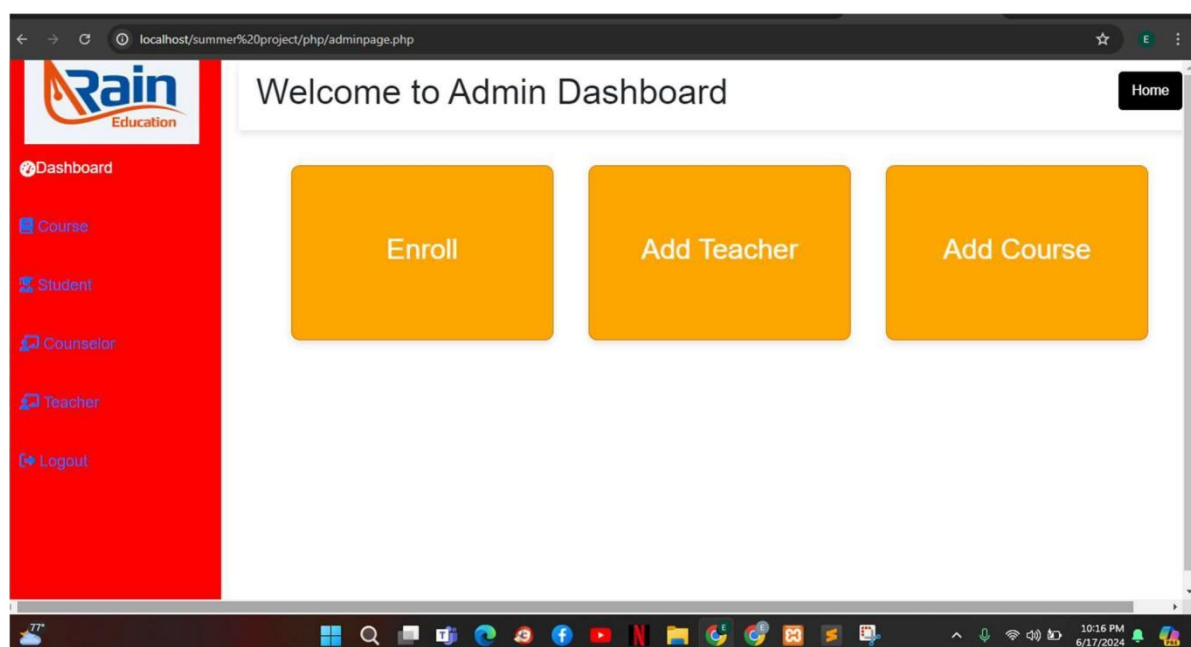 localhost/summer%20project/php/adminpage.php
E
Rain
Education
Welcome to Admin Dashboard
Home
Dashboard
Course
Student
Counselor
Teacher
Logout
Enroll
Add Teacher
Add Course
77°
10:16 PM
6/17/2024